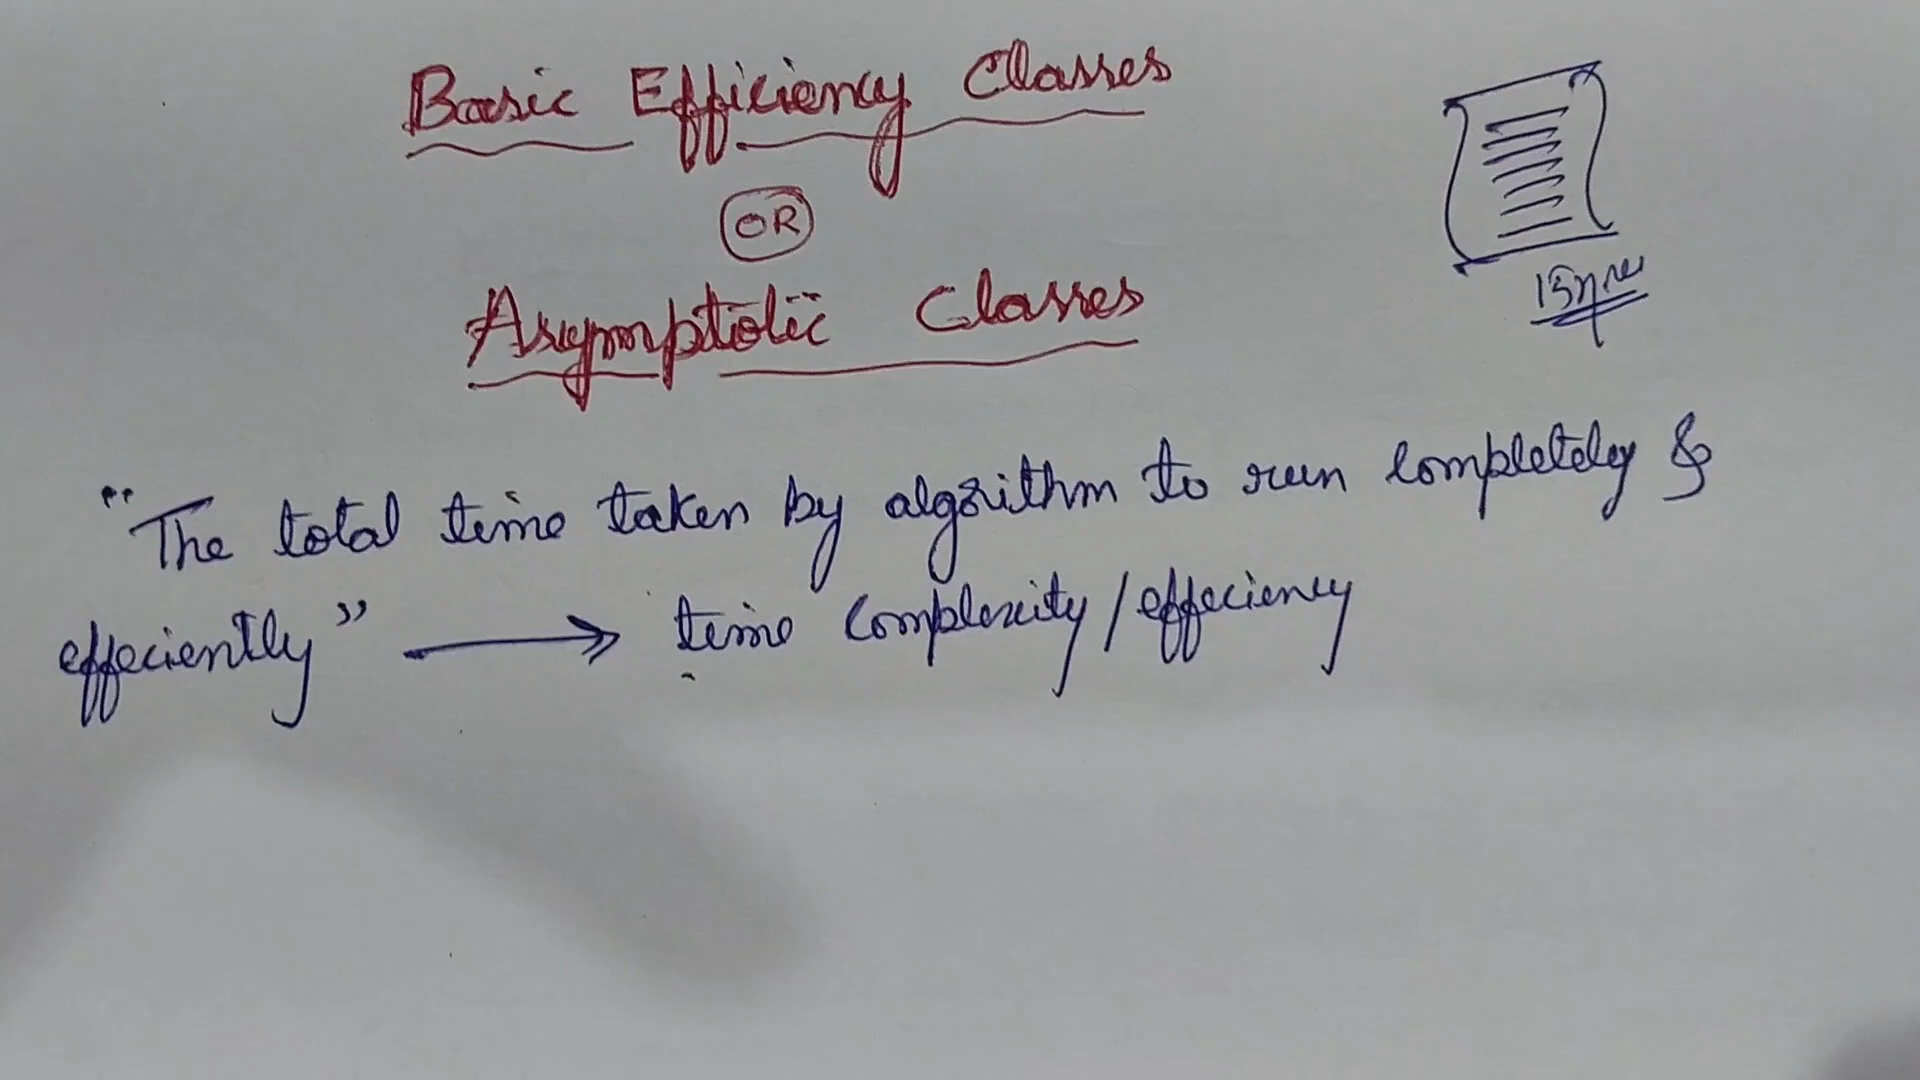 Basic Efficiency Classes
OR
Asymptotic Classes
"The total time taken by algorithm to run completely &
effeciently" → time complexity / effeciency